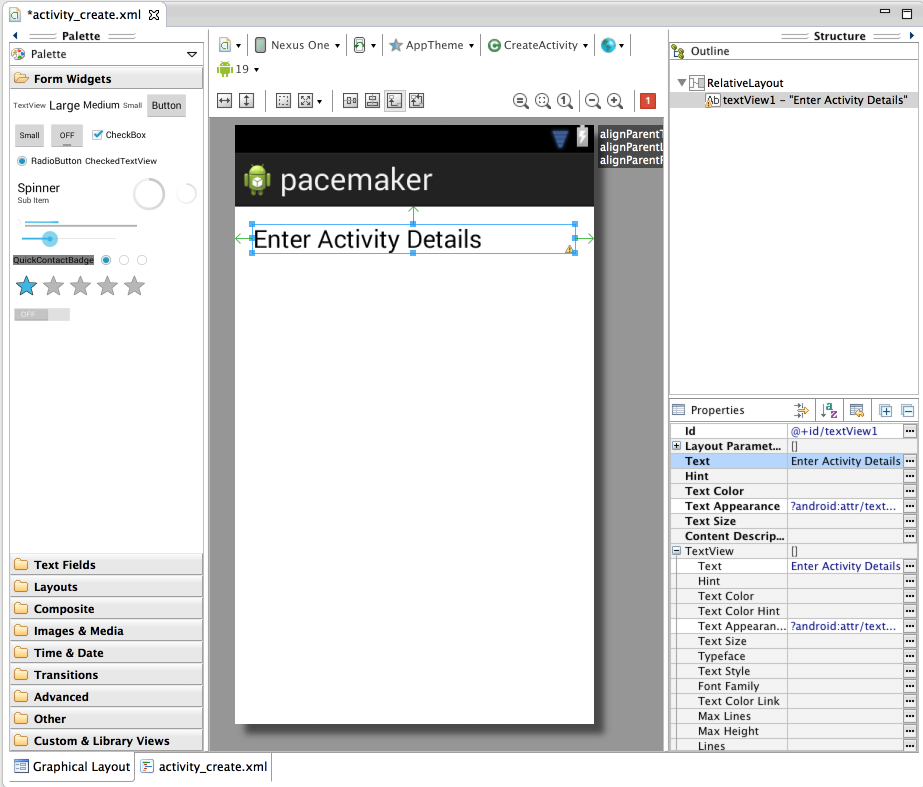 *activity_create.xml
Palette
Palette
Form Widgets
TextView Large Medium Small Button
Small OFF CheckBox
RadioButton CheckedTextView
Spinner
Sub Item
QuickContactBadge
OFF
Text Fields
Layouts
Composite
Images & Media
Time & Date
Transitions
Advanced
Other
Custom & Library Views
Graphical Layout activity_create.xml
Nexus One AppTheme CreateActivity
19
1
alignParentT
alignParentL
alignParentR
pacemaker
Enter Activity Details
Structure
Outline
RelativeLayout
Ab textView1 - "Enter Activity Details"
Properties
Id @+id/textView1
Layout Paramet... []
Text Enter Activity Details
Hint
Text Color
Text Appearance ?android:attr/text...
Text Size
Content Descrip...
TextView []
Text Enter Activity Details
Hint
Text Color
Text Color Hint
Text Appearan... ?android:attr/text...
Text Size
Typeface
Text Style
Font Family
Text Color Link
Max Lines
Max Height
Lines